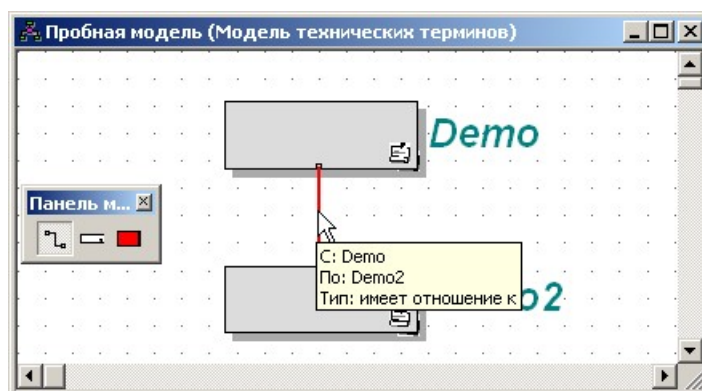 Пробная модель (Модель технических терминов)
Demo
Панель м...
С: Demo
По: Demo2
Тип: имеет отношение к
o2